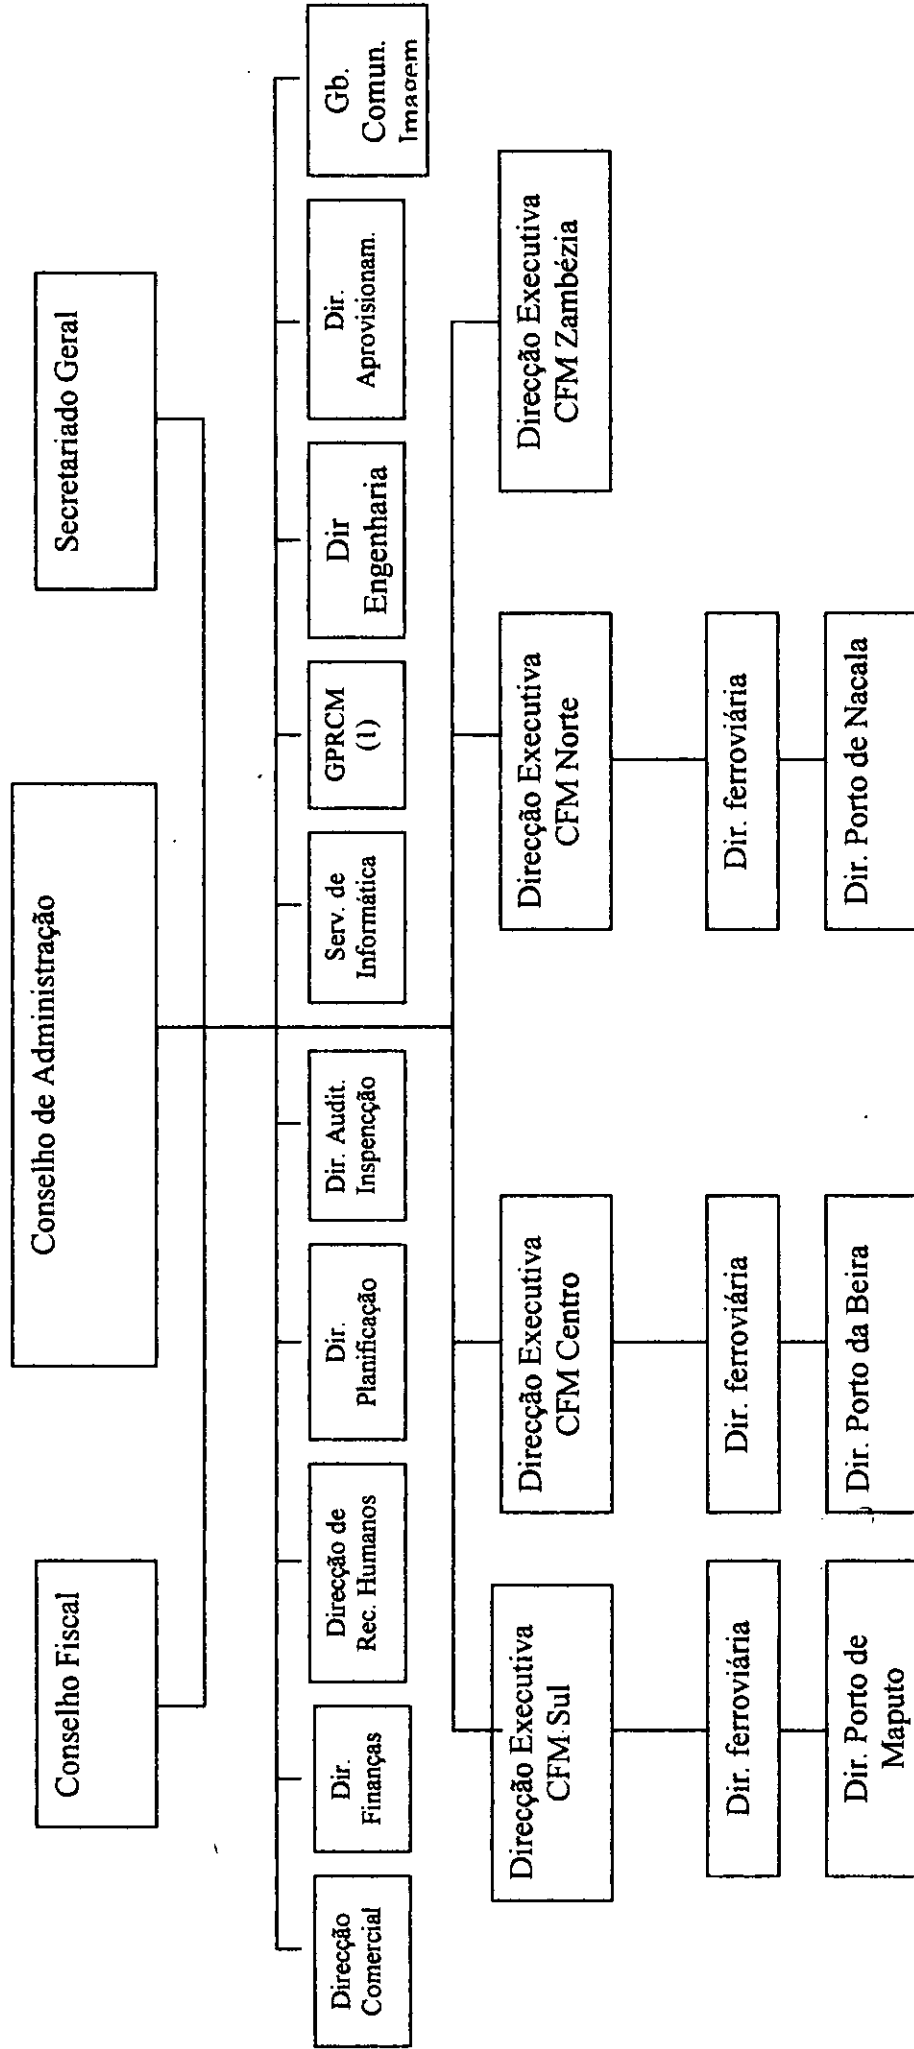 Conselho de Administração
Conselho Fiscal
Secretariado Geral
Direcção
Comercial
Dir.
Finanças
Direcção de
Rec. Humanos
Dir.
Planificação
Dir. Audit.
Inspecção
Serv. de
Informática
GPRCM
(1)
Dir
Engenharia
Dir.
Aprovisionam.
Gb.
Comun.
Imagem
Direcção Executiva
CFM Sul
Direcção Executiva
CFM Centro
Direcção Executiva
CFM Norte
Direcção Executiva
CFM Zambézia
Dir. ferroviária
Dir. ferroviária
Dir. ferroviária
Dir. Porto de
Maputo
Dir. Porto da Beira
Dir. Porto de Nacala